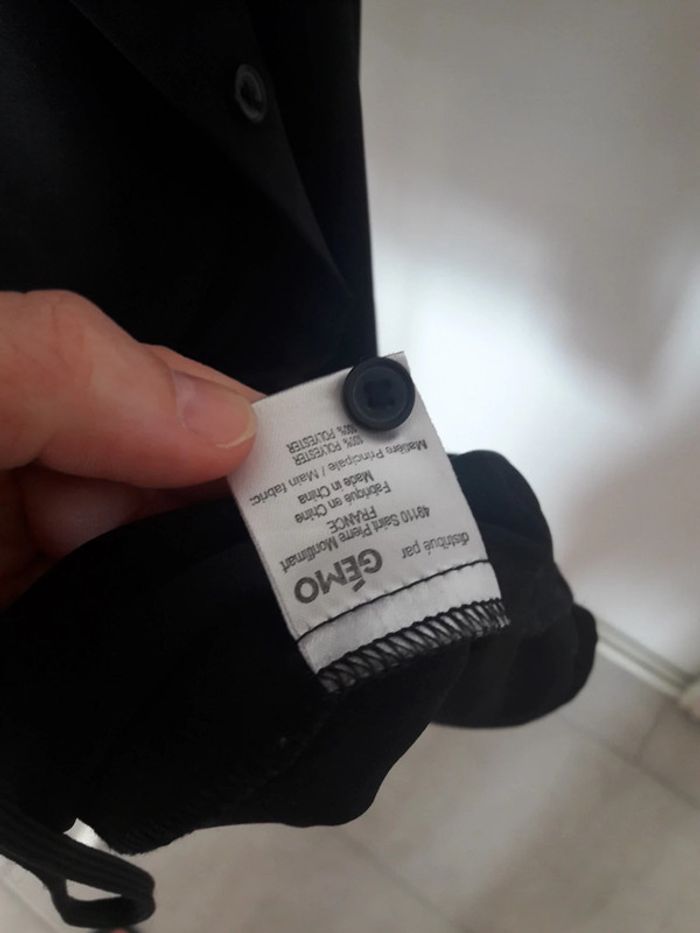 distribué par
GÉMO
49110 Saint Pierre Montlimart
FRANCE
Fabriqué en Chine
Made in China
Matière Principale / Main fabric:
100% POLYESTER
100% POLYESTER